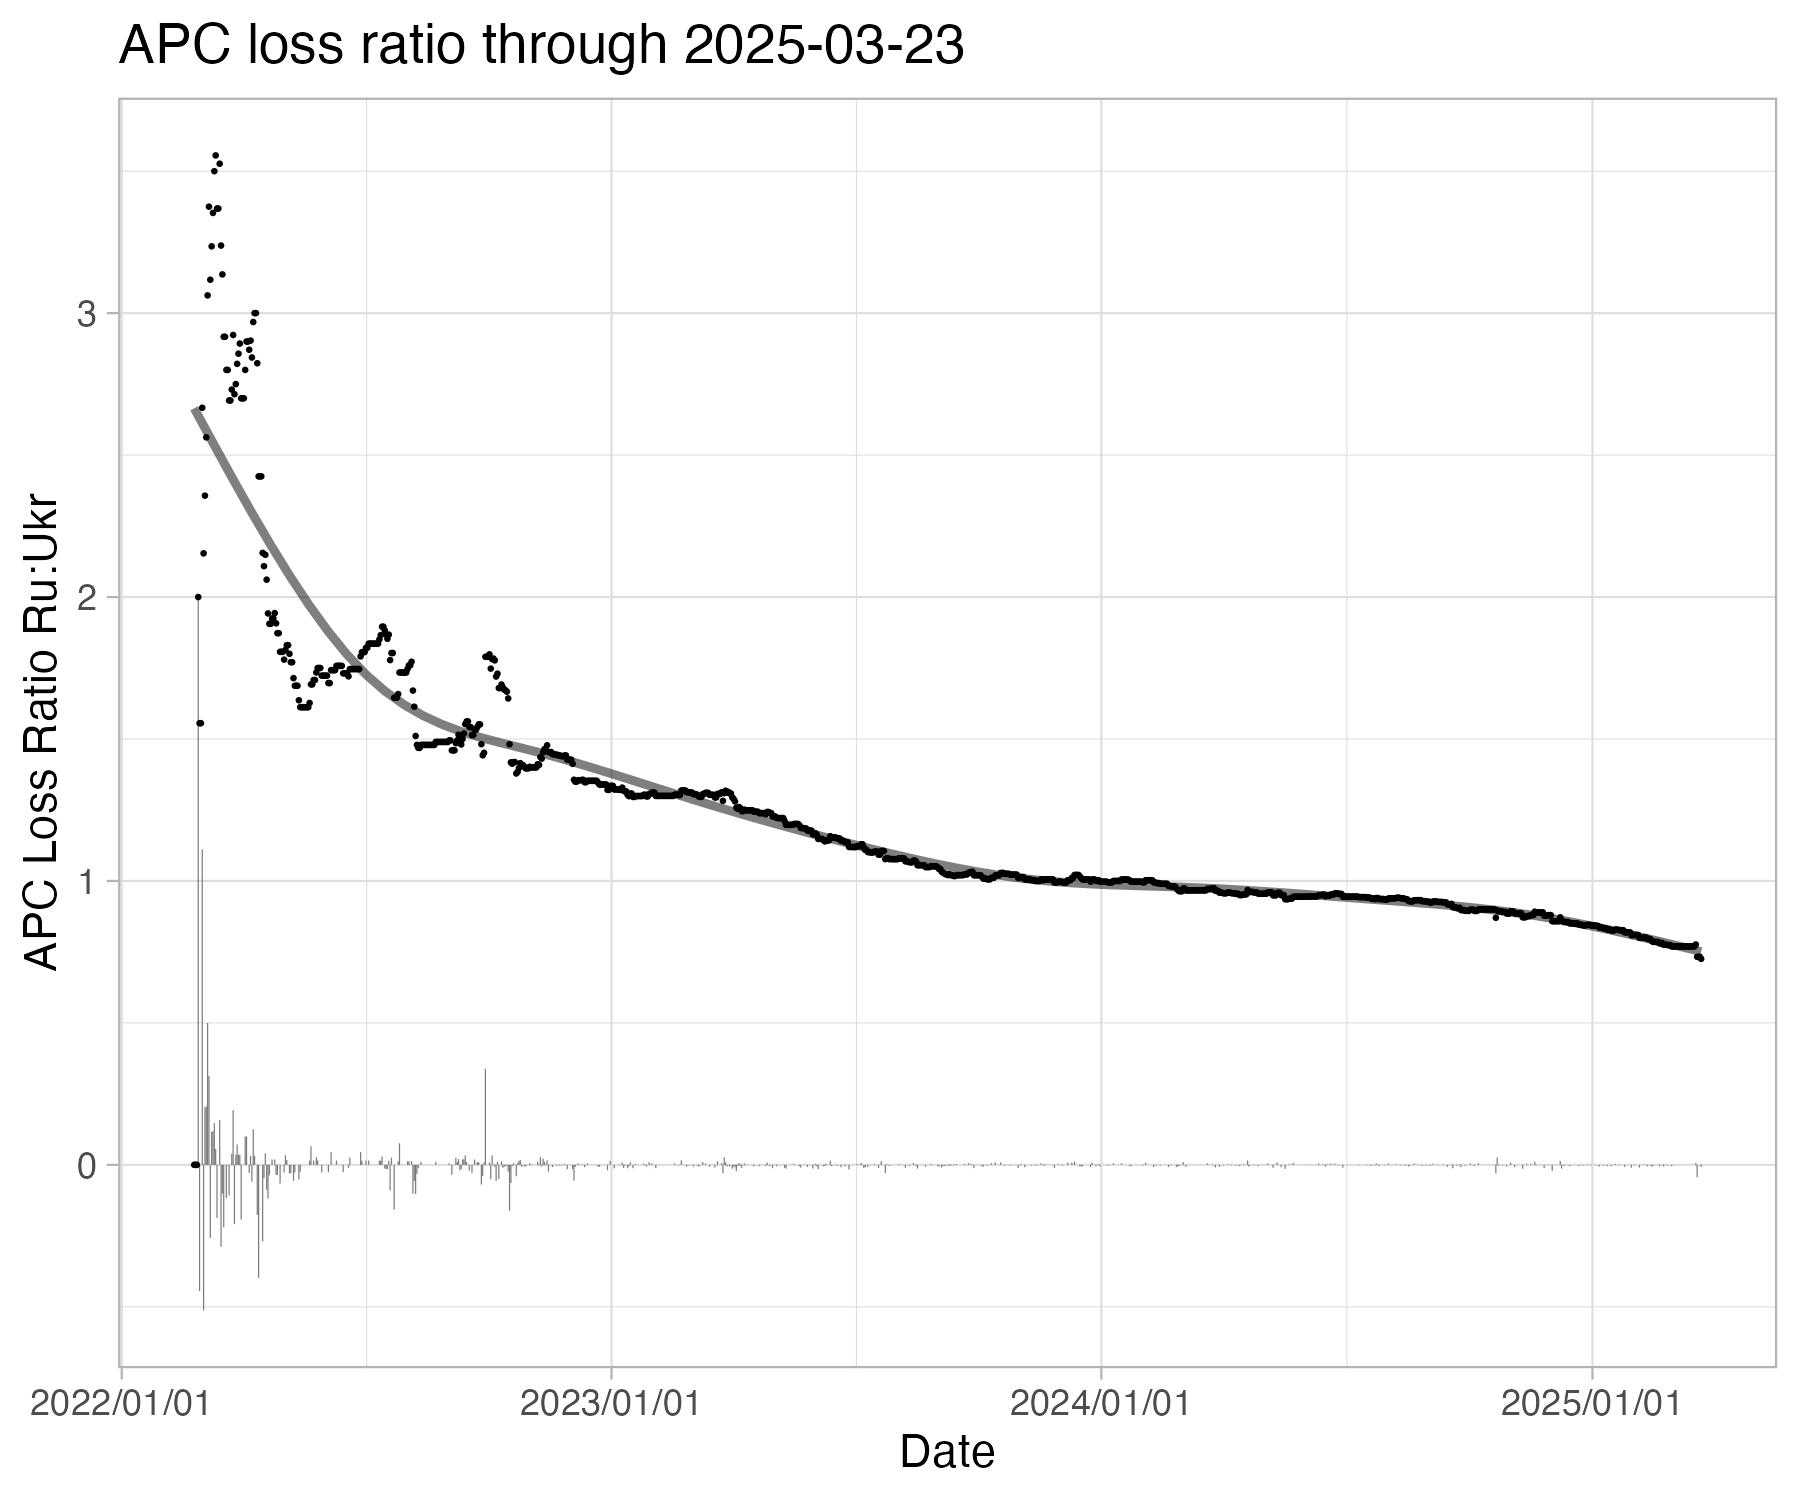 APC loss ratio through 2025-03-23
APC Loss Ratio Ru:Ukr
3
2
1
0
2022/01/01
2023/01/01
2024/01/01
2025/01/01
Date